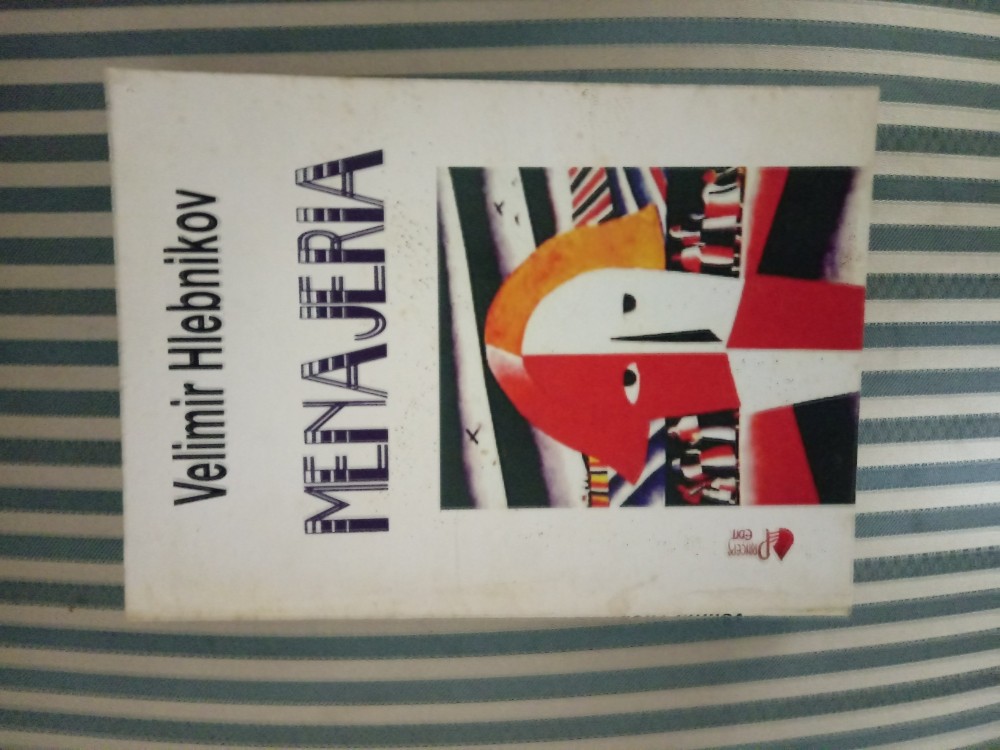 Velimir Hlebnikov
MENAJERIA
PRINCEPS
EDIT